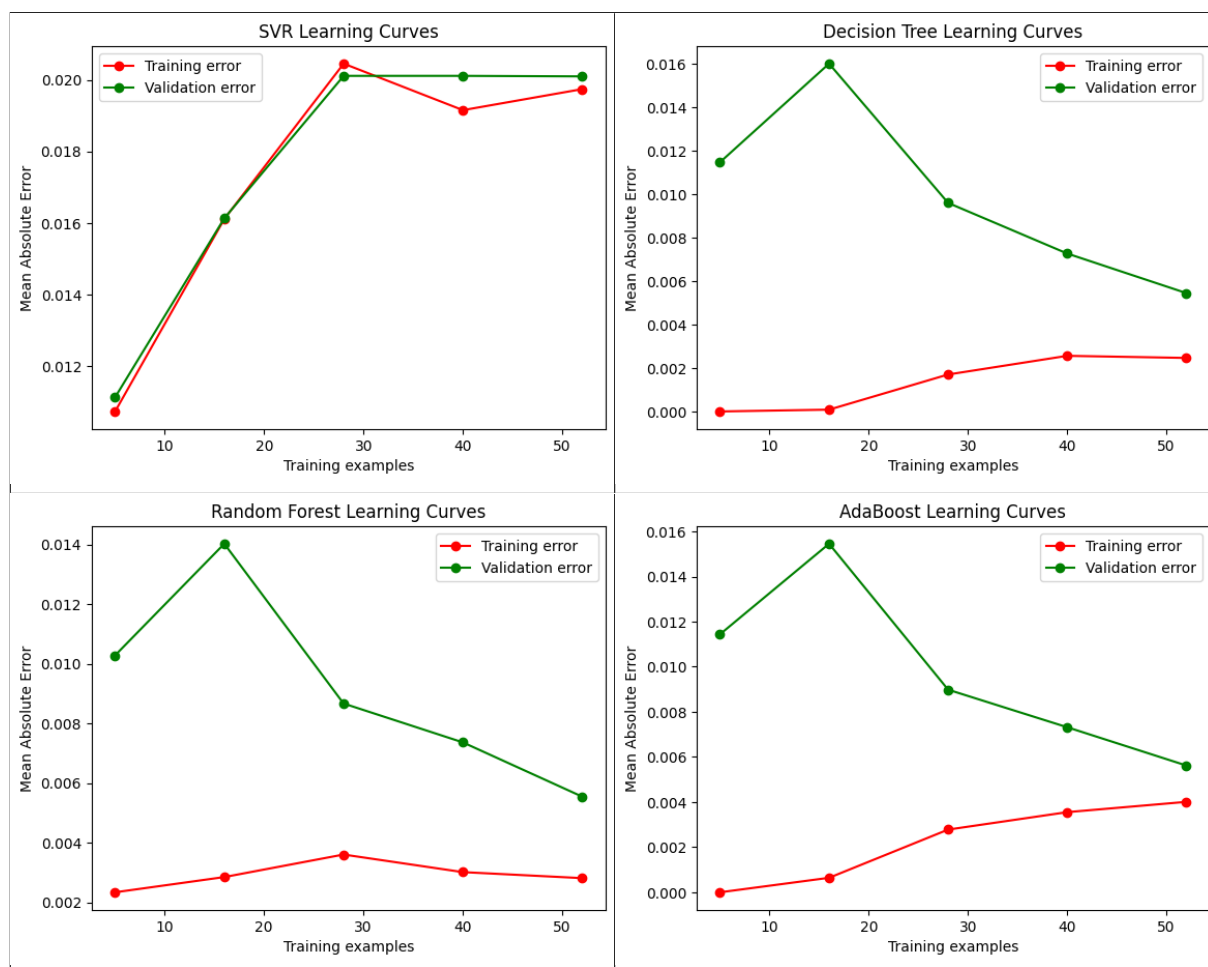 SVR Learning Curves
Training error
Validation error
0.020
0.018
0.016
0.014
0.012
Mean Absolute Error
10 20 30 40 50
Training examples
Decision Tree Learning Curves
Training error
Validation error
0.016
0.014
0.012
0.010
0.008
0.006
0.004
0.002
0.000
Mean Absolute Error
10 20 30 40 50
Training examples
Random Forest Learning Curves
Training error
Validation error
0.014
0.012
0.010
0.008
0.006
0.004
0.002
Mean Absolute Error
10 20 30 40 50
Training examples
AdaBoost Learning Curves
Training error
Validation error
0.016
0.014
0.012
0.010
0.008
0.006
0.004
0.002
0.000
Mean Absolute Error
10 20 30 40 50
Training examples